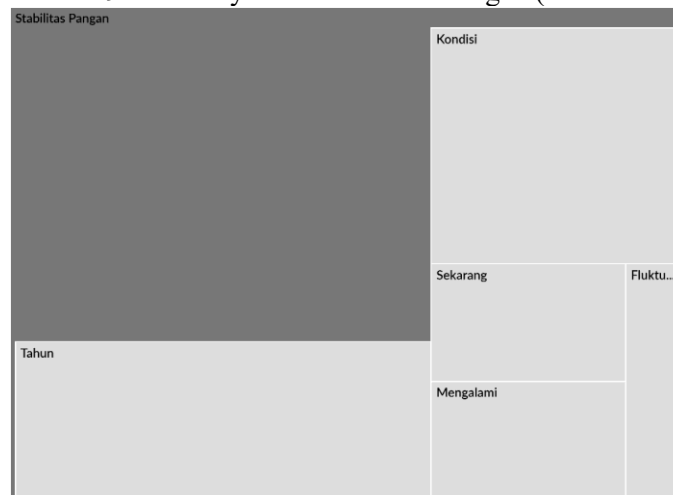 Stabilitas Pangan
Kondisi
Sekarang
Fluktu...
Tahun
Mengalami